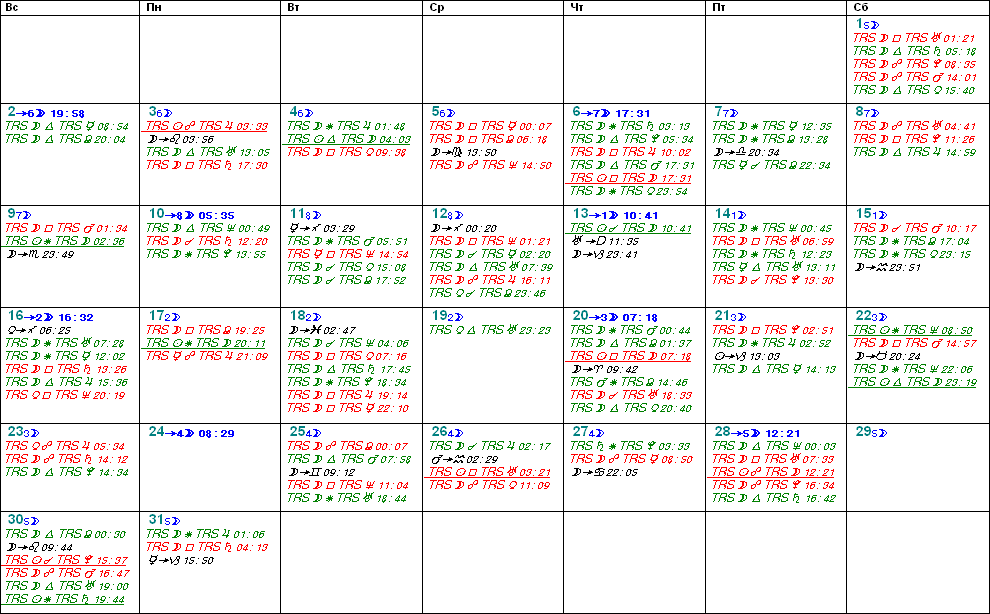 Вс
Пн
Вт
Ср
Чт
Пт
Сб
1 5☽
TRS ☽ □ TRS ♅ 01:21
TRS ☽ △ TRS ♄ 05:18
TRS ☽ ☍ TRS ♇ 08:35
TRS ☽ ☍ TRS ♂ 14:01
TRS ☽ △ TRS ♀ 15:40
2→6☽ 19:58
TRS ☽ △ TRS ☿ 08:54
TRS ☽ △ TRS ☊ 20:04
3 6☽
TRS ☉ ☍ TRS ♃ 03:33
☽→♌ 03:56
TRS ☽ △ TRS ♅ 13:05
TRS ☽ □ TRS ♄ 17:30
4 6☽
TRS ☽ ⚹ TRS ♃ 01:48
TRS ☉ △ TRS ☽ 04:03
TRS ☽ □ TRS ♀ 09:38
5 6☽
TRS ☽ □ TRS ☿ 00:07
TRS ☽ □ TRS ☊ 06:18
☽→♍ 13:50
TRS ☽ ☍ TRS ♆ 14:50
6→7☽ 17:31
TRS ☽ ⚹ TRS ♄ 03:13
TRS ☽ △ TRS ♇ 05:34
TRS ☽ □ TRS ♃ 10:02
TRS ☽ △ TRS ♂ 17:31
TRS ☉ □ TRS ☽ 17:31
TRS ☽ ⚹ TRS ♀ 23:54
7 7☽
TRS ☽ ⚹ TRS ☿ 12:35
TRS ☽ ⚹ TRS ☊ 13:28
☽→♎ 20:34
TRS ☿ ☌ TRS ☊ 22:34
8 7☽
TRS ☽ ☍ TRS ♅ 04:41
TRS ☽ □ TRS ♇ 11:26
TRS ☽ △ TRS ♃ 14:59
9 7☽
TRS ☽ □ TRS ♂ 01:34
TRS ☉ ⚹ TRS ☽ 02:36
☽→♏ 23:49
10→8☽ 05:35
TRS ☽ △ TRS ♆ 00:49
TRS ☽ ☌ TRS ♄ 12:20
TRS ☽ ⚹ TRS ♇ 13:55
11 8☽
☿→♐ 03:29
TRS ☽ ⚹ TRS ♂ 05:51
TRS ☿ □ TRS ♆ 14:54
TRS ☽ ☌ TRS ♀ 15:08
TRS ☽ ☌ TRS ☊ 17:52
12 8☽
☽→♐ 00:20
TRS ☽ □ TRS ♆ 01:21
TRS ☽ ☌ TRS ☿ 02:20
TRS ☽ △ TRS ♅ 07:39
TRS ☽ ☍ TRS ♃ 16:11
TRS ♀ ☌ TRS ☊ 23:46
13→1☽ 10:41
TRS ☉ ☌ TRS ☽ 10:41
♅→D 11:35
☽→♑ 23:41
14 1☽
TRS ☽ ⚹ TRS ♆ 00:45
TRS ☽ □ TRS ♅ 06:59
TRS ☽ ⚹ TRS ♄ 12:23
TRS ☿ △ TRS ♅ 13:11
TRS ☽ ☌ TRS ♇ 13:30
15 1☽
TRS ☽ ☌ TRS ♂ 10:17
TRS ☽ ⚹ TRS ☊ 17:04
TRS ☽ ⚹ TRS ♀ 23:15
☽→♒ 23:51
16→2☽ 16:32
♀→♐ 06:25
TRS ☽ ⚹ TRS ♅ 07:28
TRS ☽ ⚹ TRS ☿ 12:02
TRS ☽ □ TRS ♄ 13:26
TRS ☽ △ TRS ♃ 15:36
TRS ♀ □ TRS ♆ 20:19
17 2☽
TRS ☽ □ TRS ☊ 19:25
TRS ☉ ⚹ TRS ☽ 20:11
TRS ☿ ☍ TRS ♃ 21:09
18 2☽
☽→♓ 02:47
TRS ☽ ☌ TRS ♆ 04:06
TRS ☽ □ TRS ♀ 07:16
TRS ☽ △ TRS ♄ 17:45
TRS ☽ ⚹ TRS ♇ 18:34
TRS ☽ □ TRS ♃ 19:14
TRS ☽ □ TRS ☿ 22:10
19 2☽
TRS ♀ △ TRS ♅ 23:23
20→3☽ 07:18
TRS ☽ ⚹ TRS ♂ 00:44
TRS ☽ △ TRS ☊ 01:37
TRS ☉ □ TRS ☽ 07:18
☽→♈ 09:42
TRS ♂ ⚹ TRS ☊ 14:46
TRS ☽ ☌ TRS ♅ 18:33
TRS ☽ △ TRS ♀ 20:40
21 3☽
TRS ☽ □ TRS ♇ 02:51
TRS ☽ ⚹ TRS ♃ 02:52
☉→♑ 13:03
TRS ☽ △ TRS ☿ 14:13
22 3☽
TRS ☉ ⚹ TRS ♆ 08:50
TRS ☽ □ TRS ♂ 14:57
☽→♉ 20:24
TRS ☽ ⚹ TRS ♆ 22:06
TRS ☉ △ TRS ☽ 23:19
23 3☽
TRS ♀ ☍ TRS ♃ 05:34
TRS ☽ ☍ TRS ♄ 14:12
TRS ☽ △ TRS ♇ 14:34
24→4☽ 08:29
25 4☽
TRS ☽ ☍ TRS ☊ 00:07
TRS ☽ △ TRS ♂ 07:58
☽→♊ 09:12
TRS ☽ □ TRS ♆ 11:04
TRS ☽ ⚹ TRS ♅ 18:44
26 4☽
TRS ☽ ☌ TRS ♃ 02:17
♂→♒ 02:29
TRS ☉ □ TRS ♅ 03:21
TRS ☽ ☍ TRS ♀ 11:09
27 4☽
TRS ♄ ⚹ TRS ♇ 03:33
TRS ☽ ☍ TRS ☿ 08:50
☽→♋ 22:05
28→5☽ 12:21
TRS ☽ △ TRS ♆ 00:03
TRS ☽ □ TRS ♅ 07:33
TRS ☉ ☍ TRS ☽ 12:21
TRS ☽ ☍ TRS ♇ 16:34
TRS ☽ △ TRS ♄ 16:42
29 5☽
30 5☽
TRS ☽ △ TRS ☊ 00:30
☽→♌ 09:44
TRS ☉ ☌ TRS ♇ 15:37
TRS ☽ ☍ TRS ♂ 16:47
TRS ☽ △ TRS ♅ 19:00
TRS ☉ ⚹ TRS ♄ 19:44
31 5☽
TRS ☽ ⚹ TRS ♃ 01:06
TRS ☽ □ TRS ♄ 04:13
☿→♑ 15:50